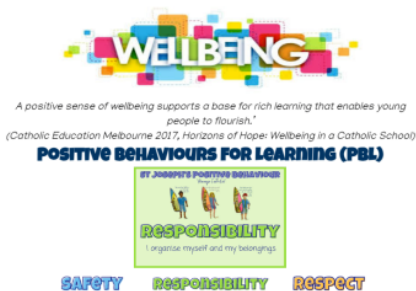 WELLBEING
A positive sense of wellbeing supports a base for rich learning that enables young
people to flourish.'
(Catholic Education Melbourne 2017, Horizons of Hope: Wellbeing in a Catholic School)
POSITIVE BEHAVIOURS FOR LEARNING (PBL)
ST JOSEPH'S POSITIVE BEHAVIOUR
RESPONSIBILITY
I organise myself and my belongings.
SAFETY RESPONSIBILITY RESPECT